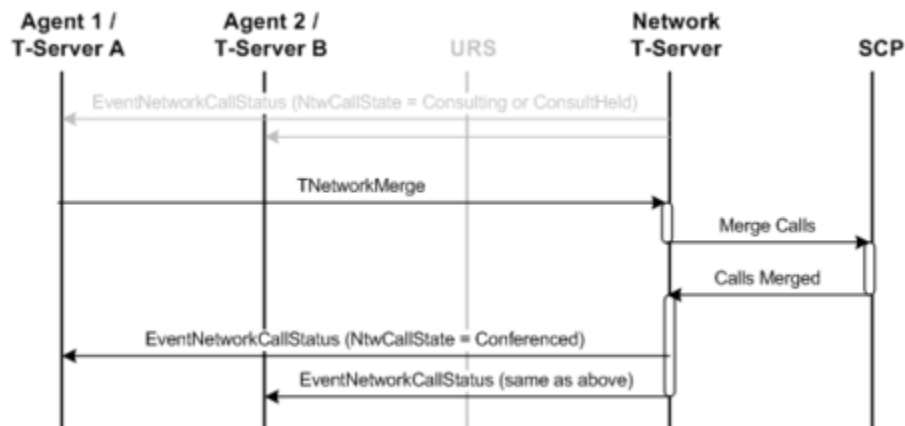 Agent 1 / Agent 2 / Network
T-Server A T-Server B URS T-Server SCP
EventNetworkCallStatus (NtwCallState = Consulting or ConsultHeld)
TNetworkMerge
Merge Calls
Calls Merged
EventNetworkCallStatus (NtwCallState = Conferenced)
EventNetworkCallStatus (same as above)